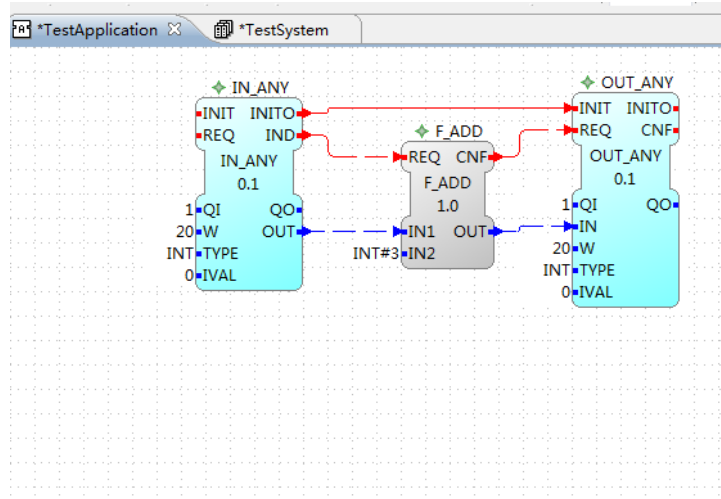 *TestApplication
*TestSystem
IN_ANY
INIT INITO
REQ IND
IN_ANY
0.1
1 QI QO
20 W OUT
INT TYPE
0 IVAL
F_ADD
REQ CNF
F_ADD
1.0
IN1 OUT
INT#3 IN2
OUT_ANY
INIT INITO
REQ CNF
OUT_ANY
0.1
1 QI QO
IN
20 W
INT TYPE
0 IVAL